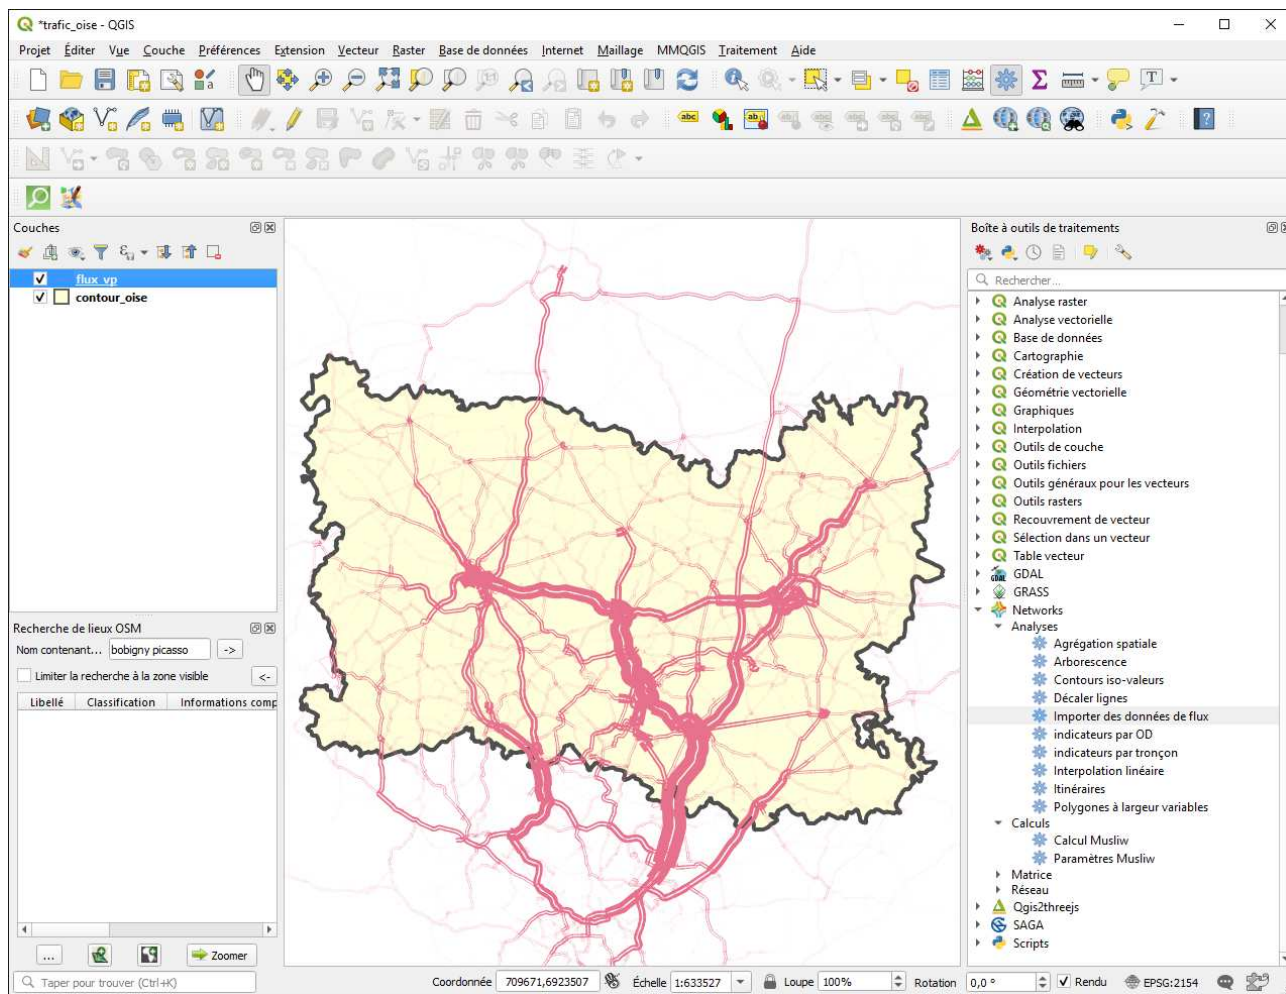 *trafic_oise - QGIS
Projet Éditer Vue Couche Préférences Extension Vecteur Raster Base de données Internet Maillage MMQGIS Traitement Aide
Couches
flux_vp
contour_oise
Recherche de lieux OSM
Nom contenant... bobigny picasso ->
Limiter la recherche à la zone visible <-
Libellé Classification Informations comp
... Zoomer
Taper pour trouver (Ctrl+K)
Boîte à outils de traitements
Rechercher...
Analyse raster
Analyse vectorielle
Base de données
Cartographie
Création de vecteurs
Géométrie vectorielle
Graphiques
Interpolation
Outils de couche
Outils fichiers
Outils généraux pour les vecteurs
Outils rasters
Recouvrement de vecteur
Sélection dans un vecteur
Table vecteur
GDAL
GRASS
Networks
Analyses
Agrégation spatiale
Arborescence
Contours iso-valeurs
Décaler lignes
Importer des données de flux
indicateurs par OD
indicateurs par tronçon
Interpolation linéaire
Itinéraires
Polygones à largeur variables
Calculs
Calcul Musliw
Paramètres Musliw
Matrice
Réseau
Qgis2threejs
SAGA
Scripts
Coordonnée 709671,6923507 Échelle 1:633527 Loupe 100% Rotation 0,0 ° Rendu EPSG:2154